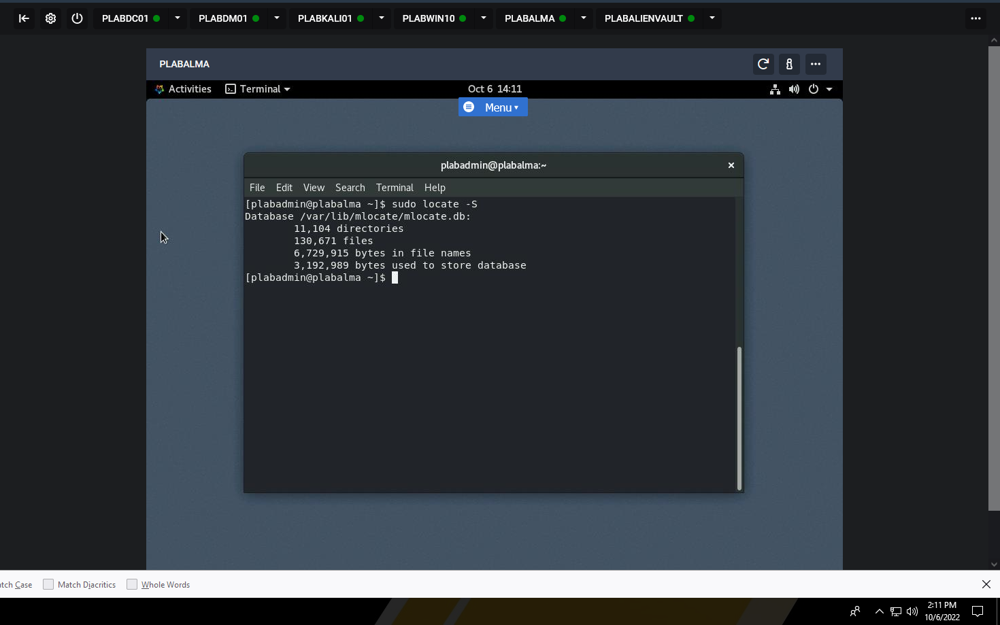 PLABDC01 PLABDM01 PLABKALI01 PLABWIN10 PLABALMA PLABALIENVAULT
PLABALMA
Activities Terminal Oct 6 14:11
Menu
plabadmin@plabalma:~
File Edit View Search Terminal Help
[plabadmin@plabalma ~]$ sudo locate -S
Database /var/lib/mlocate/mlocate.db:
11,104 directories
130,671 files
6,729,915 bytes in file names
3,192,989 bytes used to store database
[plabadmin@plabalma ~]$
tch Case Match Diacritics Whole Words
2:11 PM
10/6/2022